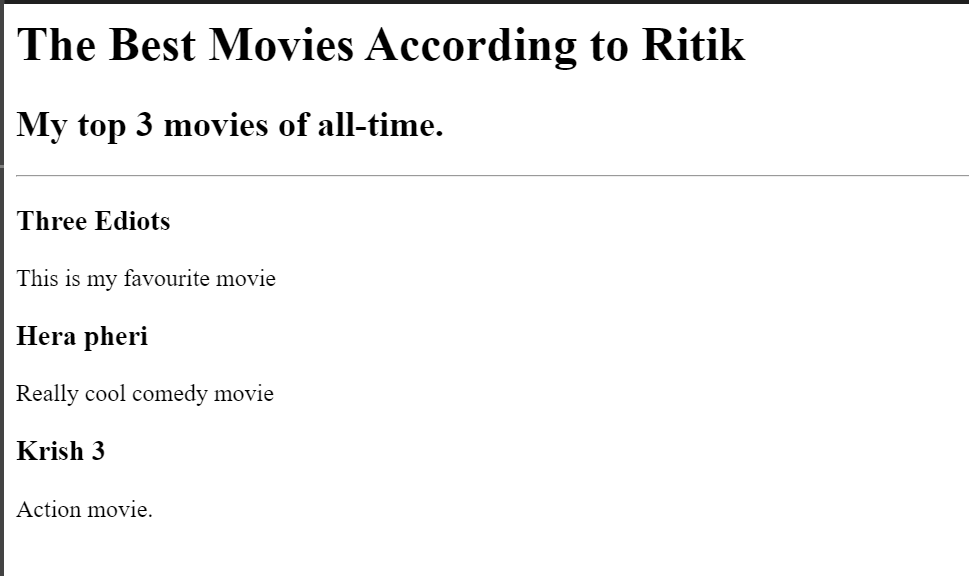 The Best Movies According to Ritik
My top 3 movies of all-time.
Three Ediots
This is my favourite movie
Hera pheri
Really cool comedy movie
Krish 3
Action movie.